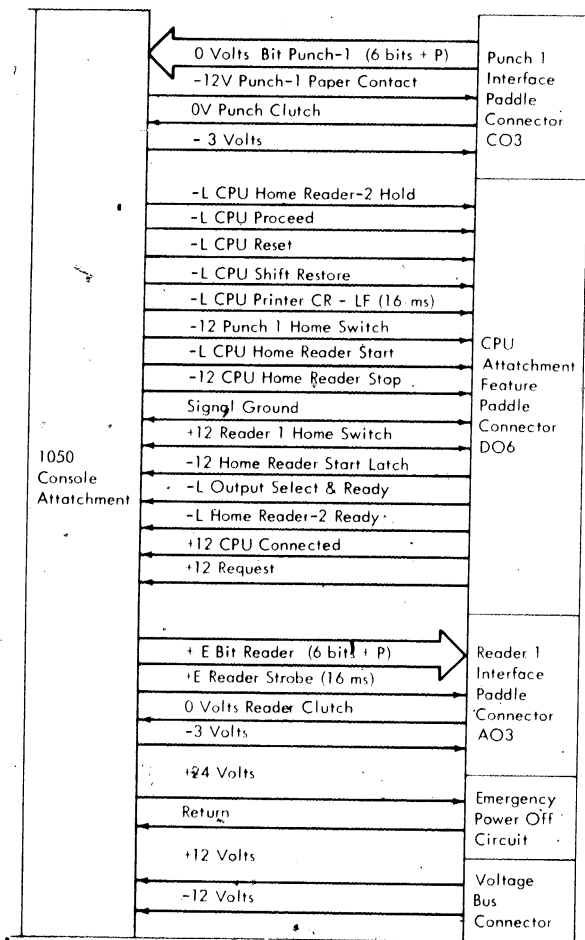 0 Volts Bit Punch-1 (6 bits + P)
-12V Punch-1 Paper Contact
0V Punch Clutch
- 3 Volts
Punch 1
Interface
Paddle
Connector
CO3
-L CPU Home Reader-2 Hold
-L CPU Proceed
-L CPU Reset
-L CPU Shift Restore
-L CPU Printer CR - LF (16 ms)
-12 Punch 1 Home Switch
-L CPU Home Reader Start
-12 CPU Home Reader Stop
Signal Ground
+12 Reader 1 Home Switch
-12 Home Reader Start Latch
-L Output Select & Ready
-L Home Reader-2 Ready
+12 CPU Connected
+12 Request
CPU
Attatchment
Feature
Paddle
Connector
DO6
1050
Console
Attatchment
+ E Bit Reader (6 bits + P)
+E Reader Strobe (16 ms)
0 Volts Reader Clutch
-3 Volts
Reader 1
Interface
Paddle
Connector
AO3
+24 Volts
Return
Emergency
Power Off
Circuit
+12 Volts
-12 Volts
Voltage
Bus
Connector